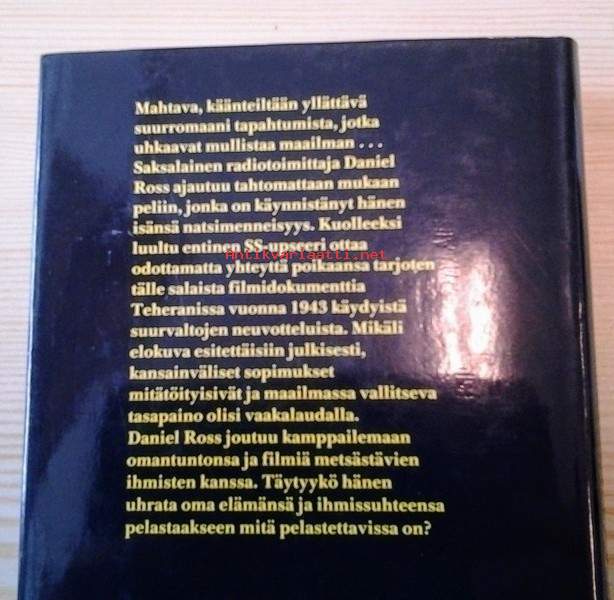 Mahtava, käänteiltään yllättävä
suurromaani tapahtumista, jotka
uhkaavat mullistaa maailman . . .
Saksalainen radiotoimittaja Daniel
Ross ajautuu tahtomattaan mukaan
peliin, jonka on käynnistänyt hänen
isänsä natsimenneisyys. Kuolleeksi
luultu entinen SS-upseeri ottaa
Antikvariaatti.net
odottamatta yhteyttä poikaansa tarjoten
tälle salaista filmidokumenttia
Teheranissa vuonna 1943 käydyistä
suurvaltojen neuvotteluista. Mikäli
elokuva esitettäisiin julkisesti,
kansainväliset sopimukset
mitätöityisivät ja maailmassa vallitseva
tasapaino olisi vaakalaudalla.
Daniel Ross joutuu kamppailemaan
omantuntonsa ja filmiä metsästävien
ihmisten kanssa. Täytyykö hänen
uhrata oma elämänsä ja ihmissuhteensa
pelastaakseen mitä pelastettavissa on?